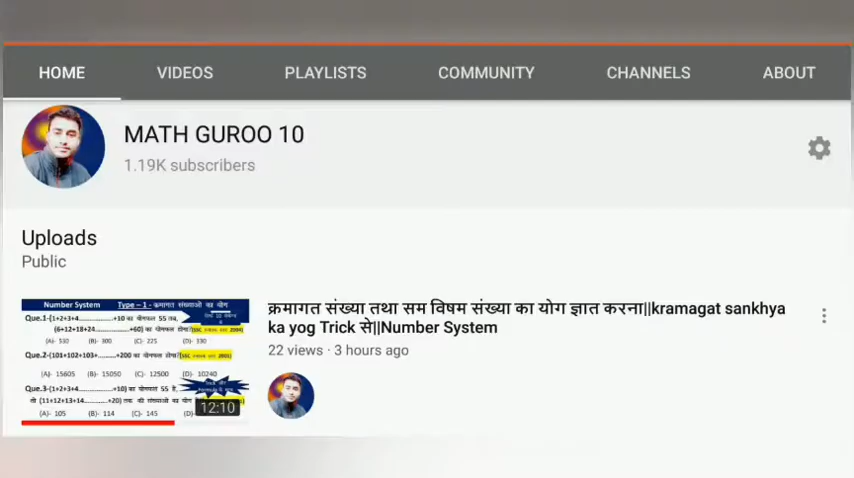 HOME VIDEOS PLAYLISTS COMMUNITY CHANNELS ABOUT
MATH GUROO 10
1.19K subscribers
Uploads
Public
Number System Type - 1 - क्रमागत संख्याओं का योग
Que.1-(1+2+3+4..............+10 का योगफल 55 तब,
(6+12+18+24..................+60) का योगफल होगा?
(A)- 330 (B)- 300 (C)- 225 (D)- 330
Que.2-(101+102+103+..........+200 का योगफल होगा?
(A)- 15605 (B)- 15050 (C)- 12500 (D)- 10240
Que.3-(1+2+3+4..............+10) का योगफल 55 है,
तो (11+12+13+14..............+20) तक की संख्याओं का योग
(A)- 105 (B)- 114 (C)- 145 (D)-
12:10
क्रमागत संख्या तथा सम विषम संख्या का योग ज्ञात करना||kramagat sankhya
ka yog Trick से||Number System
22 views · 3 hours ago